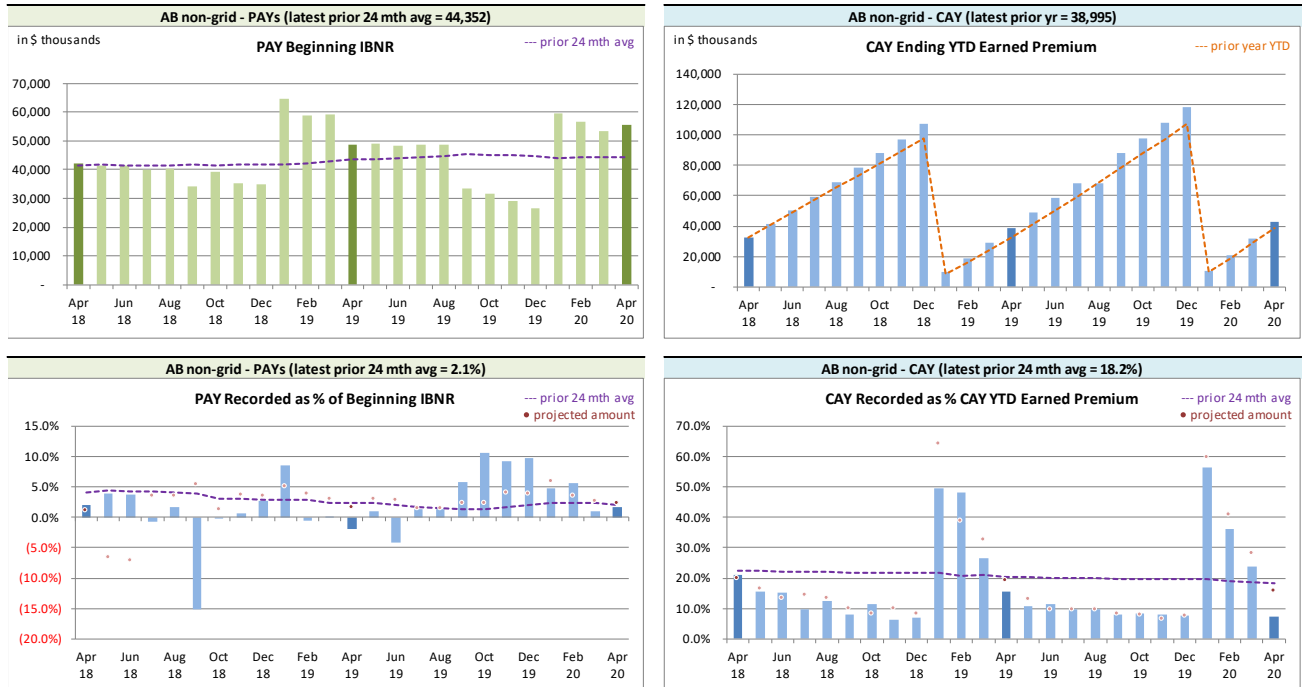 AB non-grid - PAYs (latest prior 24 mth avg = 44,352)
in $ thousands
PAY Beginning IBNR
--- prior 24 mth avg
70,000
60,000
50,000
40,000
30,000
20,000
10,000
-
Apr Jun Aug Oct Dec Feb Apr Jun Aug Oct Dec Feb Apr
18 18 18 18 18 19 19 19 19 19 19 20 20
AB non-grid - CAY (latest prior yr = 38,995)
in $ thousands
CAY Ending YTD Earned Premium
--- prior year YTD
140,000
120,000
100,000
80,000
60,000
40,000
20,000
-
Apr Jun Aug Oct Dec Feb Apr Jun Aug Oct Dec Feb Apr
18 18 18 18 18 19 19 19 19 19 19 20 20
AB non-grid - PAYs (latest prior 24 mth avg = 2.1%)
PAY Recorded as % of Beginning IBNR
--- prior 24 mth avg
• projected amount
15.0%
10.0%
5.0%
0.0%
(5.0%)
(10.0%)
(15.0%)
(20.0%)
Apr Jun Aug Oct Dec Feb Apr Jun Aug Oct Dec Feb Apr
18 18 18 18 18 19 19 19 19 19 19 20 20
AB non-grid - CAY (latest prior 24 mth avg = 18.2%)
CAY Recorded as % CAY YTD Earned Premium
--- prior 24 mth avg
• projected amount
70.0%
60.0%
50.0%
40.0%
30.0%
20.0%
10.0%
0.0%
Apr Jun Aug Oct Dec Feb Apr Jun Aug Oct Dec Feb Apr
18 18 18 18 18 19 19 19 19 19 19 20 20